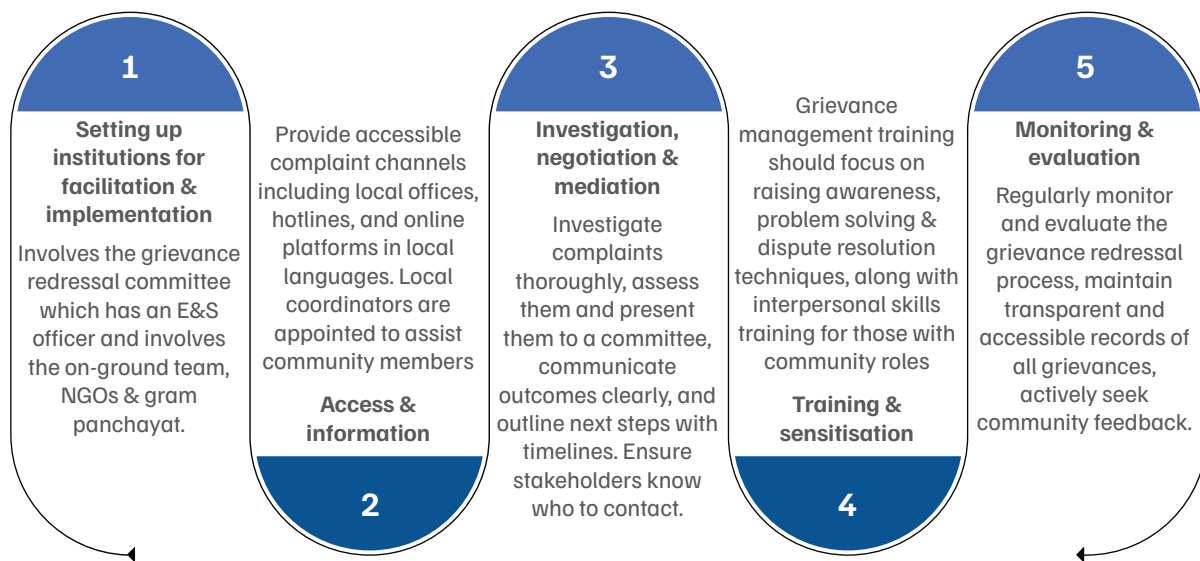 1
Setting up
institutions for
facilitation &
implementation
Involves the grievance
redressal committee
which has an E&S
officer and involves
the on-ground team,
NGOs & gram
panchayat.
Provide accessible
complaint channels
including local offices,
hotlines, and online
platforms in local
languages. Local
coordinators are
appointed to assist
community members
Access &
information
2
3
Investigation,
negotiation &
mediation
Investigate
complaints
thoroughly, assess
them and present
them to a committee,
communicate
outcomes clearly, and
outline next steps with
timelines. Ensure
stakeholders know
who to contact.
Grievance
management training
should focus on
raising awareness,
problem solving &
dispute resolution
techniques, along with
interpersonal skills
training for those with
community roles
Training &
sensitisation
4
5
Monitoring &
evaluation
Regularly monitor
and evaluate the
grievance redressal
process, maintain
transparent and
accessible records of
all grievances,
actively seek
community feedback.